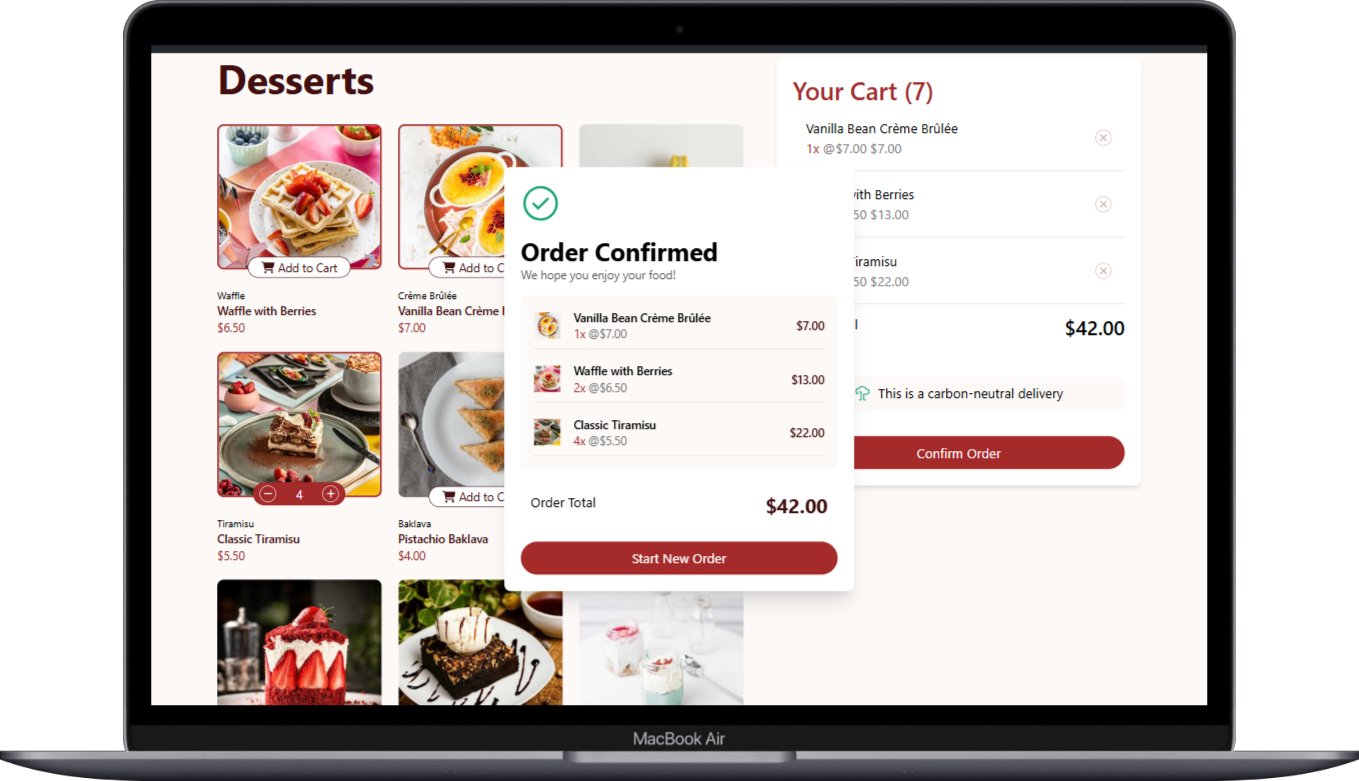 Desserts
Add to Cart
Waffle
Waffle with Berries
$6.50
Add to C
Crème Brûlée
Vanilla Bean Crème
$7.00
4
Tiramisu
Classic Tiramisu
$5.50
Add to C
Baklava
Pistachio Baklava
$4.00
Order Confirmed
We hope you enjoy your food!
Vanilla Bean Crème Brûlée
1x @$7.00
$7.00
Waffle with Berries
2x @$6.50
$13.00
Classic Tiramisu
4x @$5.50
$22.00
Order Total
$42.00
Start New Order
Your Cart (7)
Vanilla Bean Crème Brûlée
1x @$7.00 $7.00
with Berries
50 $13.00
iramisu
50 $22.00
l
$42.00
This is a carbon-neutral delivery
Confirm Order
MacBook Air